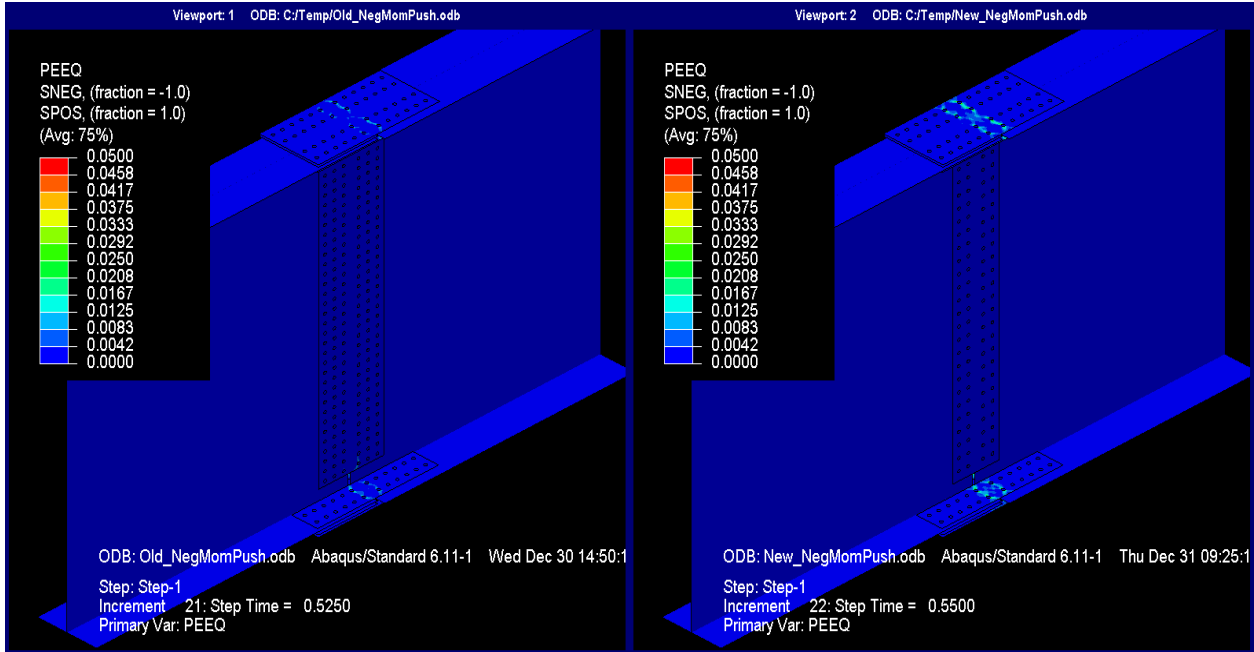 Viewport: 1 ODB: C:/Temp/Old_NegMomPush.odb
PEEQ
SNEG, (fraction = -1.0)
SPOS, (fraction = 1.0)
(Avg: 75%)
0.0500
0.0458
0.0417
0.0375
0.0333
0.0292
0.0250
0.0208
0.0167
0.0125
0.0083
0.0042
0.0000
ODB: Old_NegMomPush.odb Abaqus/Standard 6.11-1 Wed Dec 30 14:50:1
Step: Step-1
Increment 21: Step Time = 0.5250
Primary Var: PEEQ
Viewport: 2 ODB: C:/Temp/New_NegMomPush.odb
PEEQ
SNEG, (fraction = -1.0)
SPOS, (fraction = 1.0)
(Avg: 75%)
0.0500
0.0458
0.0417
0.0375
0.0333
0.0292
0.0250
0.0208
0.0167
0.0125
0.0083
0.0042
0.0000
ODB: New_NegMomPush.odb Abaqus/Standard 6.11-1 Thu Dec 31 09:25:1
Step: Step-1
Increment 22: Step Time = 0.5500
Primary Var: PEEQ